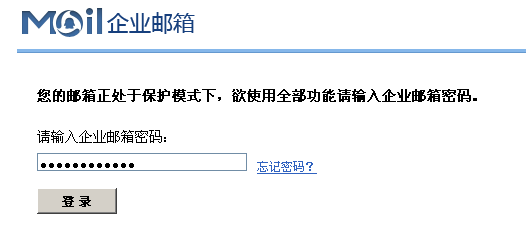 Mail企业邮箱
您的邮箱正处于保护模式下，欲使用全部功能请输入企业邮箱密码。
请输入企业邮箱密码：
●●●●●●●●●●●●
忘记密码？
登 录